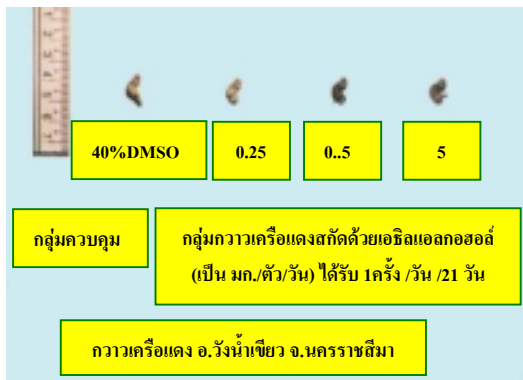 40%DMSO 0.25 0..5 5
กลุ่มควบคุม
กลุ่มกวาวเครือแดงสกัดด้วยเอธิลแอลกอฮอล์
(เป็น มก./ตัว/วัน) ได้รับ 1ครั้ง /วัน /21 วัน
กวาวเครือแดง อ.วังน้ำเขียว จ.นครราชสีมา